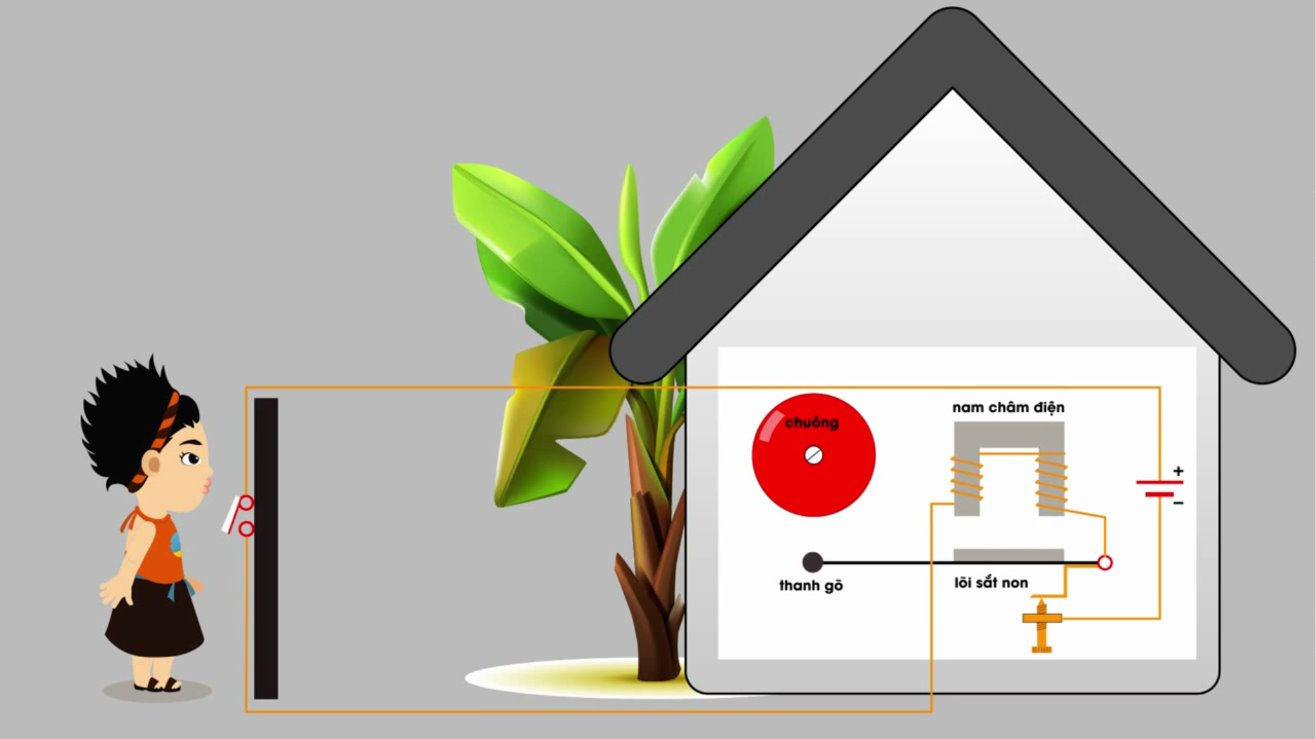 nam châm điện
chuông
+
−
thanh gõ
lõi sắt non